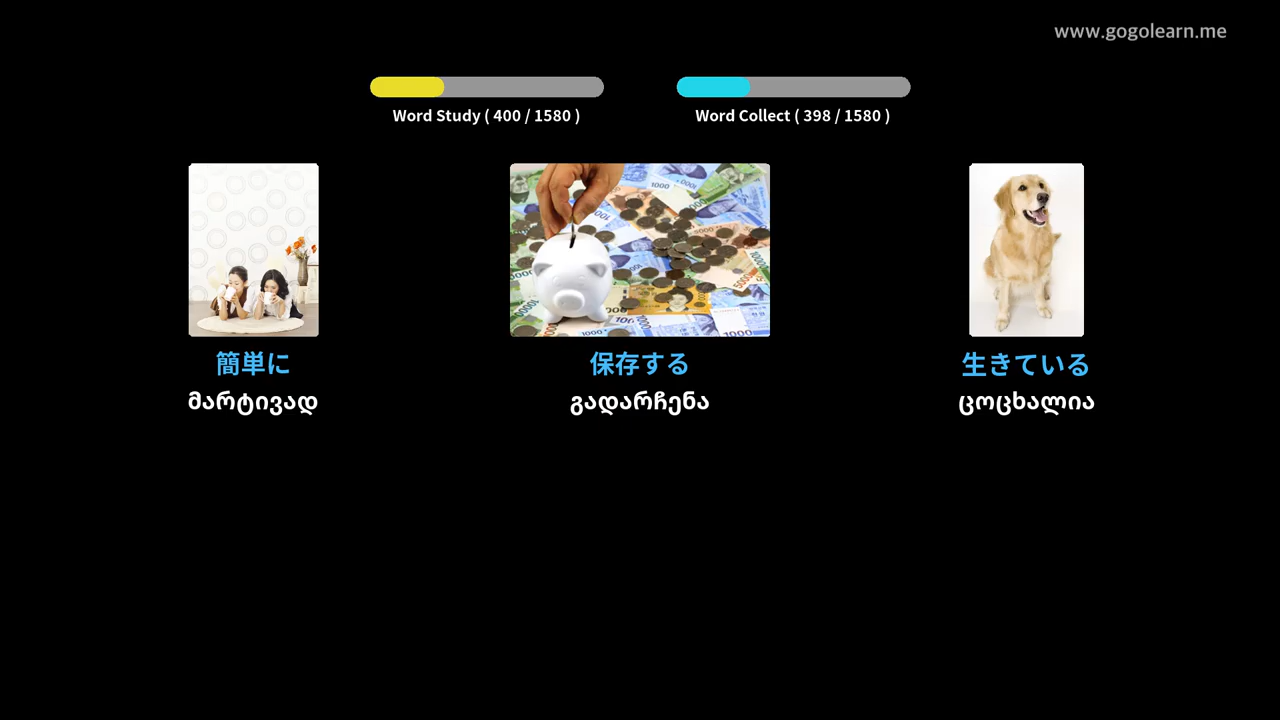 www.gogolearn.me
Word Study ( 400 / 1580 )
Word Collect ( 398 / 1580 )
簡単に
保存する
生きている
მარტივად
გადარჩენა
ცოცხალია